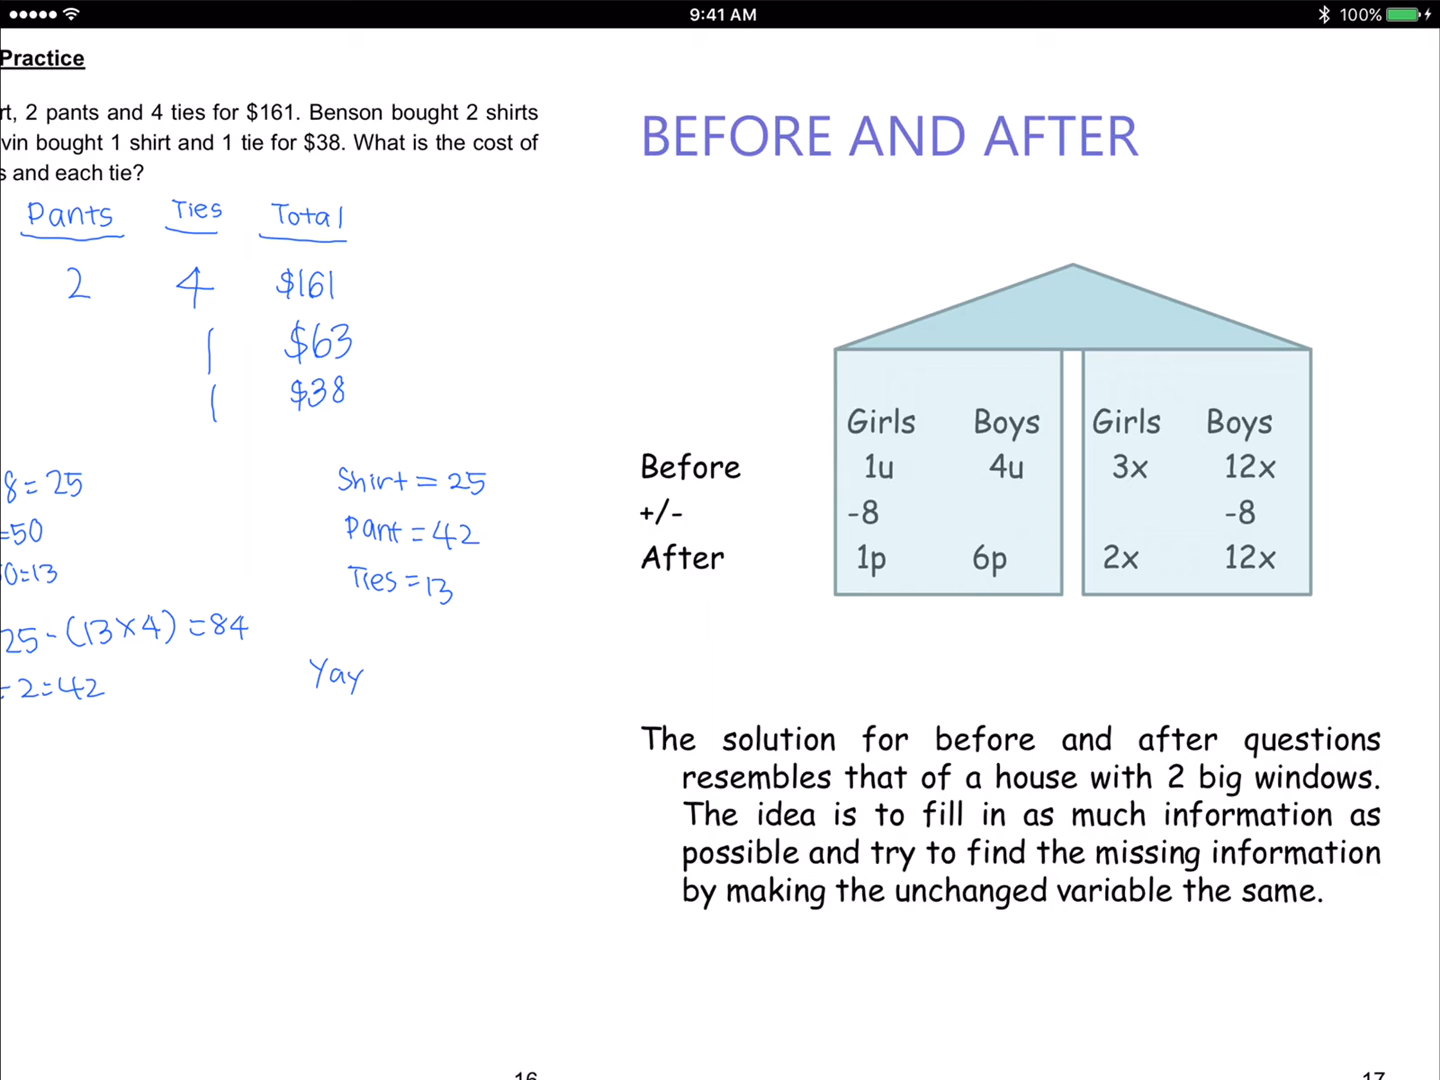 9:41 AM
100%
Practice
rt, 2 pants and 4 ties for $161. Benson bought 2 shirts
vin bought 1 shirt and 1 tie for $38. What is the cost of
s and each tie?
Pants Ties Total
2 4 $161
1 $63
1 $38
8=25
=50
0=13
25-(13×4)=84
÷2=42
Shirt=25
Pant=42
Ties=13
Yay
16
BEFORE AND AFTER
Girls Boys Girls Boys
Before 1u 4u 3x 12x
+/- -8 -8
After 1p 6p 2x 12x
The solution for before and after questions
resembles that of a house with 2 big windows.
The idea is to fill in as much information as
possible and try to find the missing information
by making the unchanged variable the same.
17